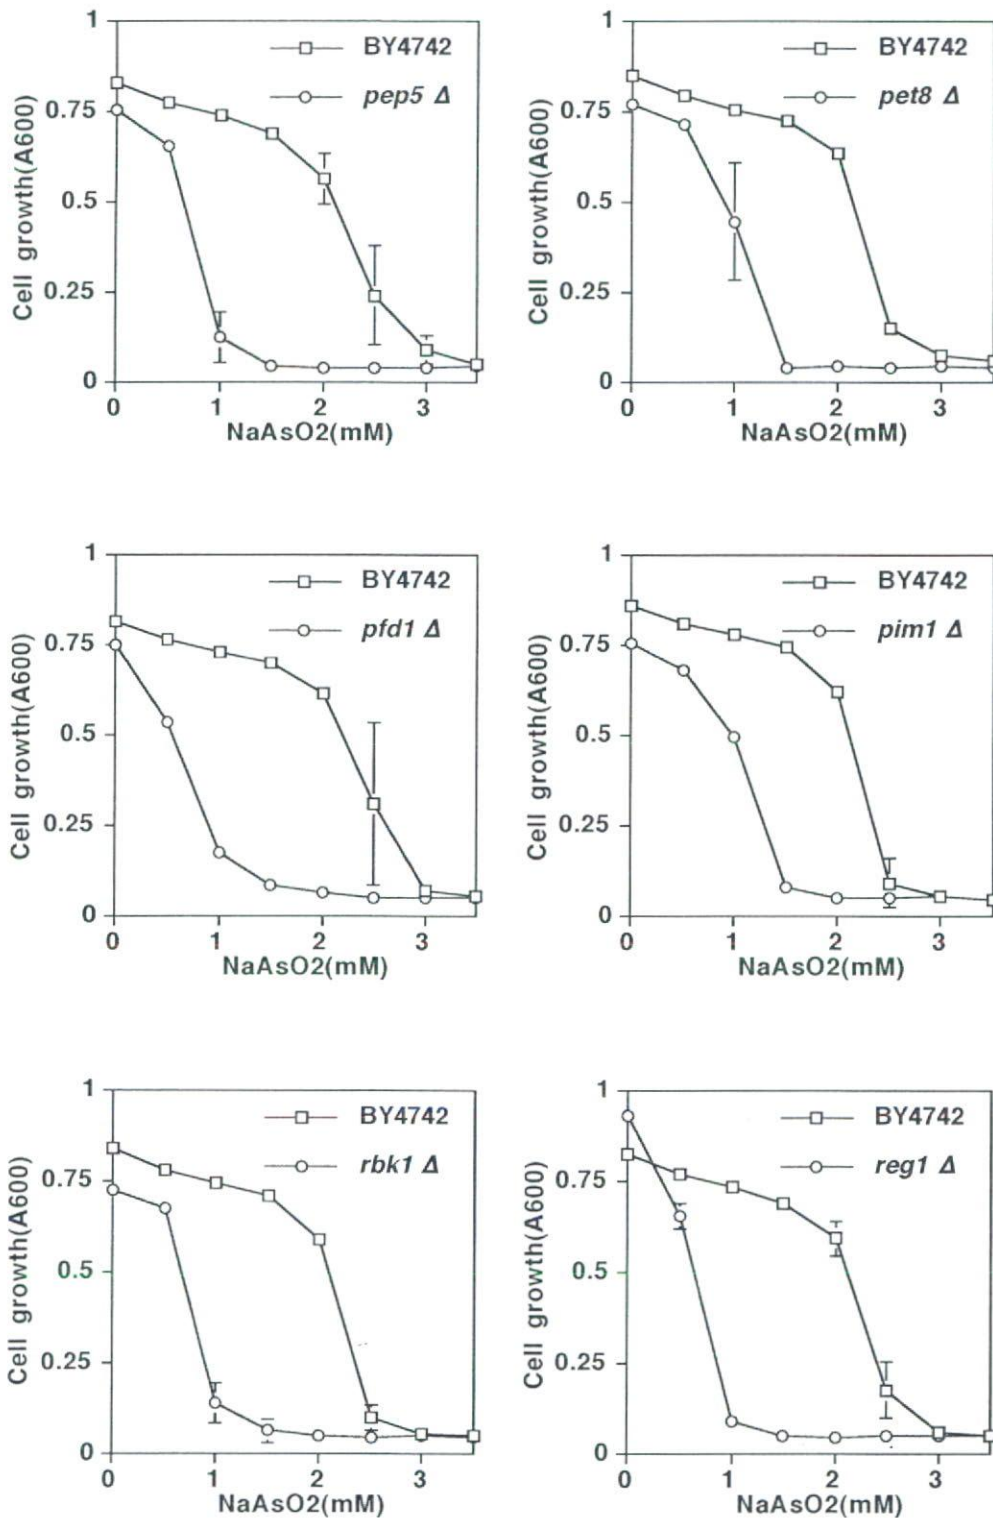 1
BY4742
pep5 Δ
0.75
0.5
0.25
0
Cell growth(A600)
0 1 2 3
NaAsO2(mM)
1
BY4742
pet8 Δ
0.75
0.5
0.25
0
Cell growth(A600)
0 1 2 3
NaAsO2(mM)
1
BY4742
pfd1 Δ
0.75
0.5
0.25
0
Cell growth(A600)
0 1 2 3
NaAsO2(mM)
1
BY4742
pim1 Δ
0.75
0.5
0.25
0
Cell growth(A600)
0 1 2 3
NaAsO2(mM)
1
BY4742
rbk1 Δ
0.75
0.5
0.25
0
Cell growth(A600)
0 1 2 3
NaAsO2(mM)
1
BY4742
reg1 Δ
0.75
0.5
0.25
0
Cell growth(A600)
0 1 2 3
NaAsO2(mM)